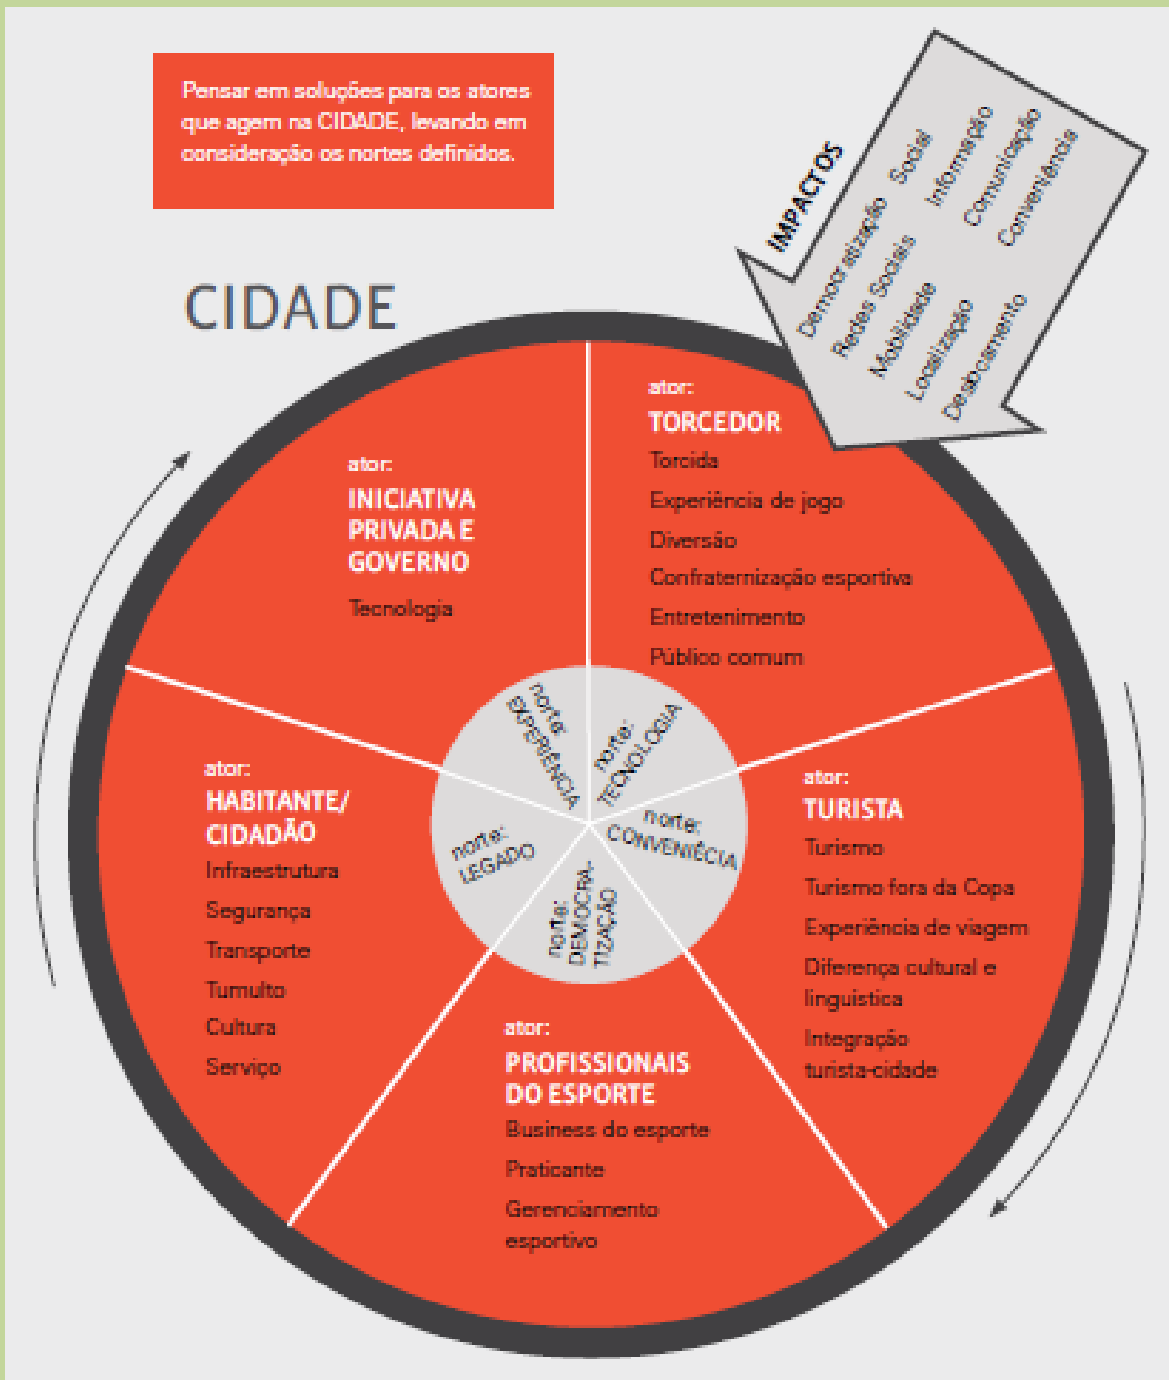 Pensar em soluções para os atores
que agem na CIDADE, levando em
consideração os nortes definidos.
IMPACTOS
Democratização Social
Redes Sociais Informação
Mobilidade Comunicação
Localização Conveniência
Deslocamento
CIDADE
ator:
INICIATIVA
PRIVADA E
GOVERNO
Tecnologia
ator:
TORCEDOR
Torcida
Experiência de jogo
Diversão
Confraternização esportiva
Entretenimento
Público comum
ator:
TURISTA
Turismo
Turismo fora da Copa
Experiência de viagem
Diferença cultural e
linguistica
Integração
turista-cidade
ator:
PROFISSIONAIS
DO ESPORTE
Business do esporte
Praticante
Gerenciamento
esportivo
ator:
HABITANTE/
CIDADÃO
Infraestrutura
Segurança
Transporte
Tumulto
Cultura
Serviço
norte:
EXPERIÊNCIA
norte:
TECNOLOGIA
norte:
CONVENIÊCIA
norte:
DEMOCRA-
TIZAÇÃO
norte:
LEGADO